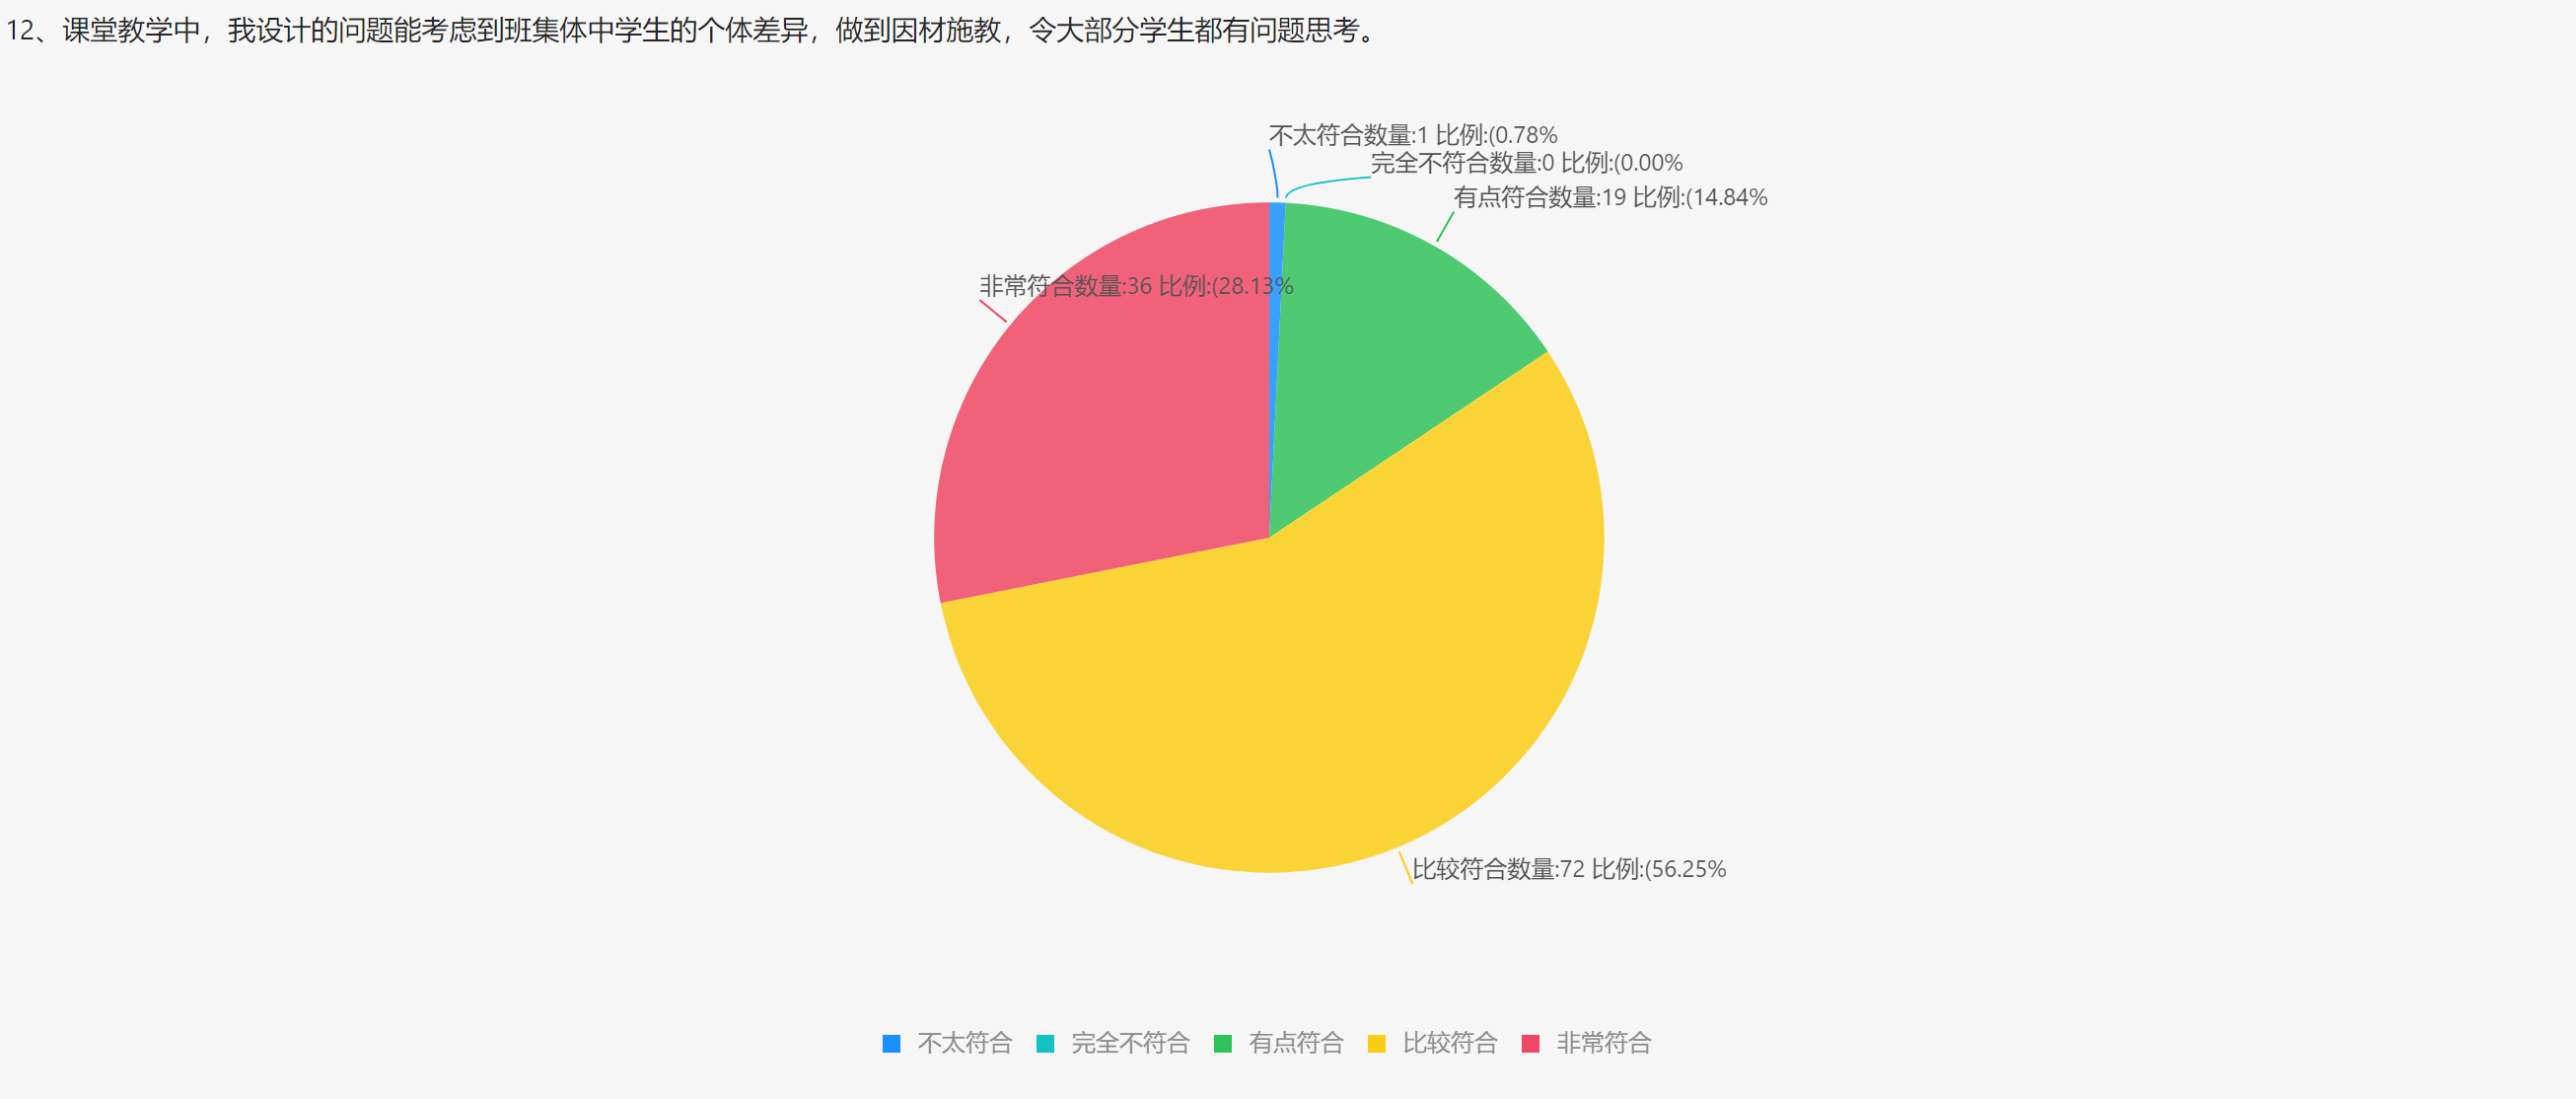 12、课堂教学中，我设计的问题能考虑到班集体中学生的个体差异，做到因材施教，令大部分学生都有问题思考。
不太符合数量:1 比例:(0.78%
完全不符合数量:0 比例:(0.00%
有点符合数量:19 比例:(14.84%
非常符合数量:36 比例:(28.13%
比较符合数量:72 比例:(56.25%
不太符合 完全不符合 有点符合 比较符合 非常符合